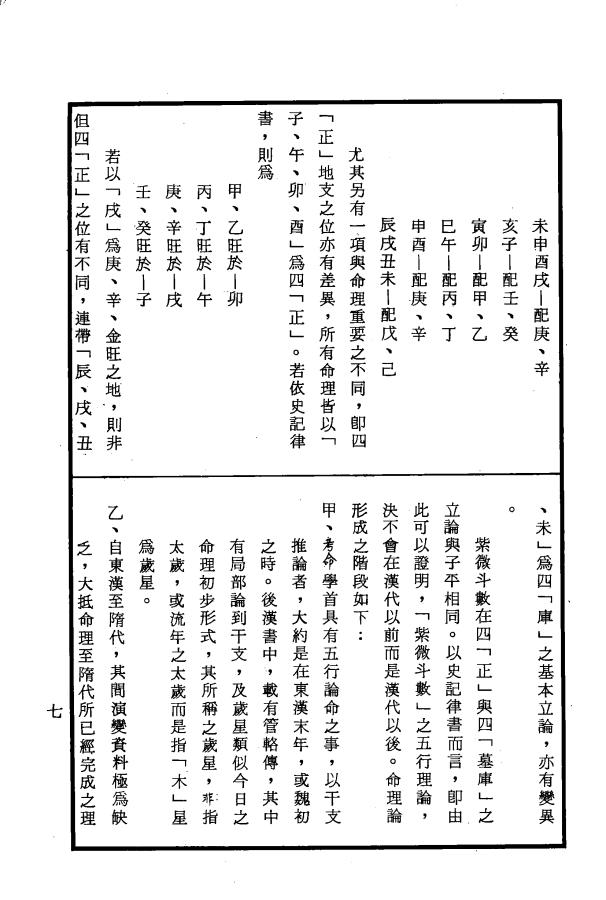 未申酉戌—配庚、辛
亥子—配壬、癸
寅卯—配甲、乙
巳午—配丙、丁
申酉—配庚、辛
辰戌丑未—配戊、己
尤其另有一項與命理重要之不同，卽四
「正」地支之位亦有差異，所有命理皆以「
子、午、卯、酉」爲四「正」。若依史記律
書，則爲
甲、乙旺於—卯
丙、丁旺於—午
庚、辛旺於—戌
壬、癸旺於—子
若以「戌」爲庚、辛、金旺之地，則非
但四「正」之位有不同，連帶「辰、戌、丑
、未」爲四「庫」之基本立論，亦有變異
。
紫微斗數在四「正」與四「墓庫」之
立論與子平相同。以史記律書而言，卽由
此可以證明，「紫微斗數」之五行理論，
決不會在漢代以前而是漢代以後。命理論
形成之階段如下：
甲、考命學首具有五行論命之事，以干支
推論者，大約是在東漢末年，或魏初
之時。後漢書中，載有管輅傳，其中
有局部論到干支，及歲星類似今日之
命理初步形式，其所稱之歲星，非指
太歲，或流年之太歲而是指「木」星
爲歲星。
乙、自東漢至隋代，其間演變資料極爲缺
乏，大抵命理至隋代所已經完成之理
七